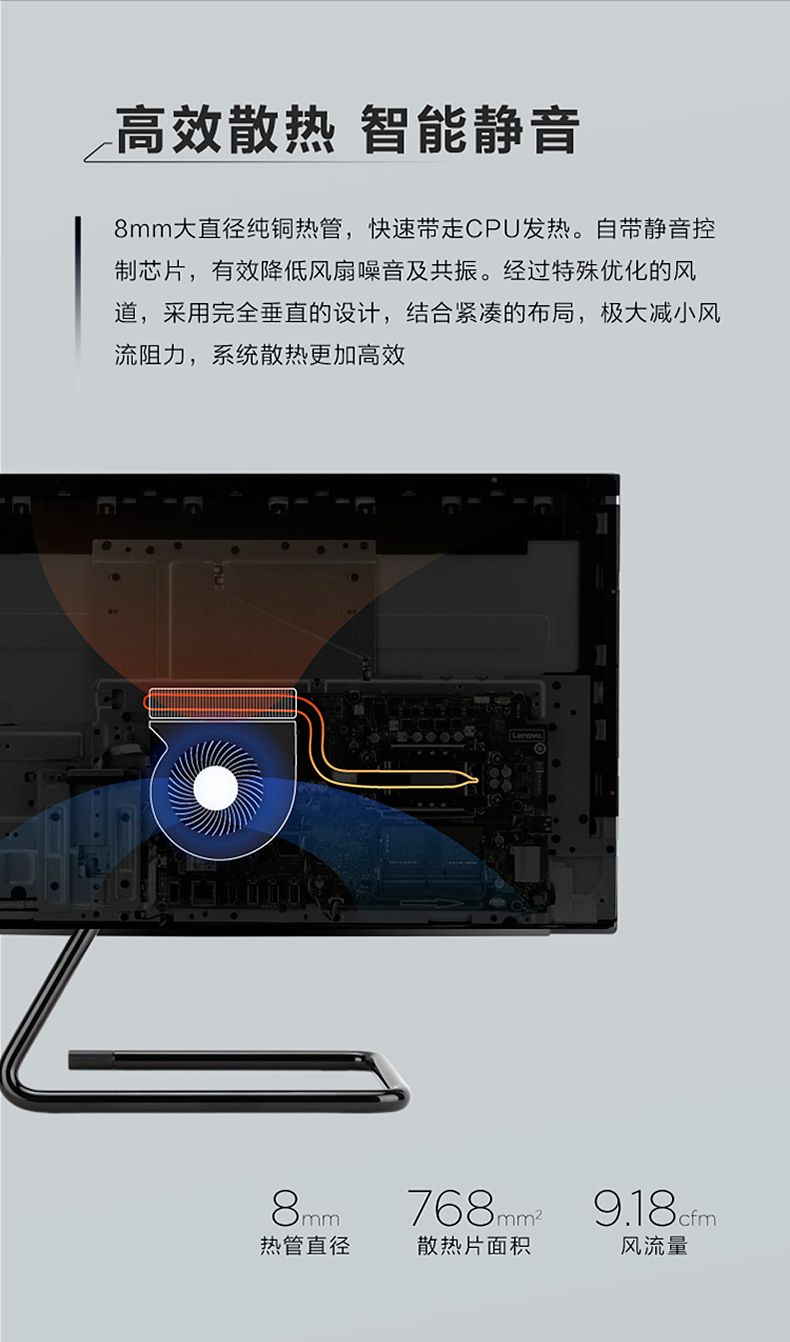 高效散热 智能静音
8mm大直径纯铜热管，快速带走CPU发热。自带静音控
制芯片，有效降低风扇噪音及共振。经过特殊优化的风
道，采用完全垂直的设计，结合紧凑的布局，极大减小风
流阻力，系统散热更加高效
Lenovo
8mm 768mm² 9.18cfm
热管直径 散热片面积 风流量